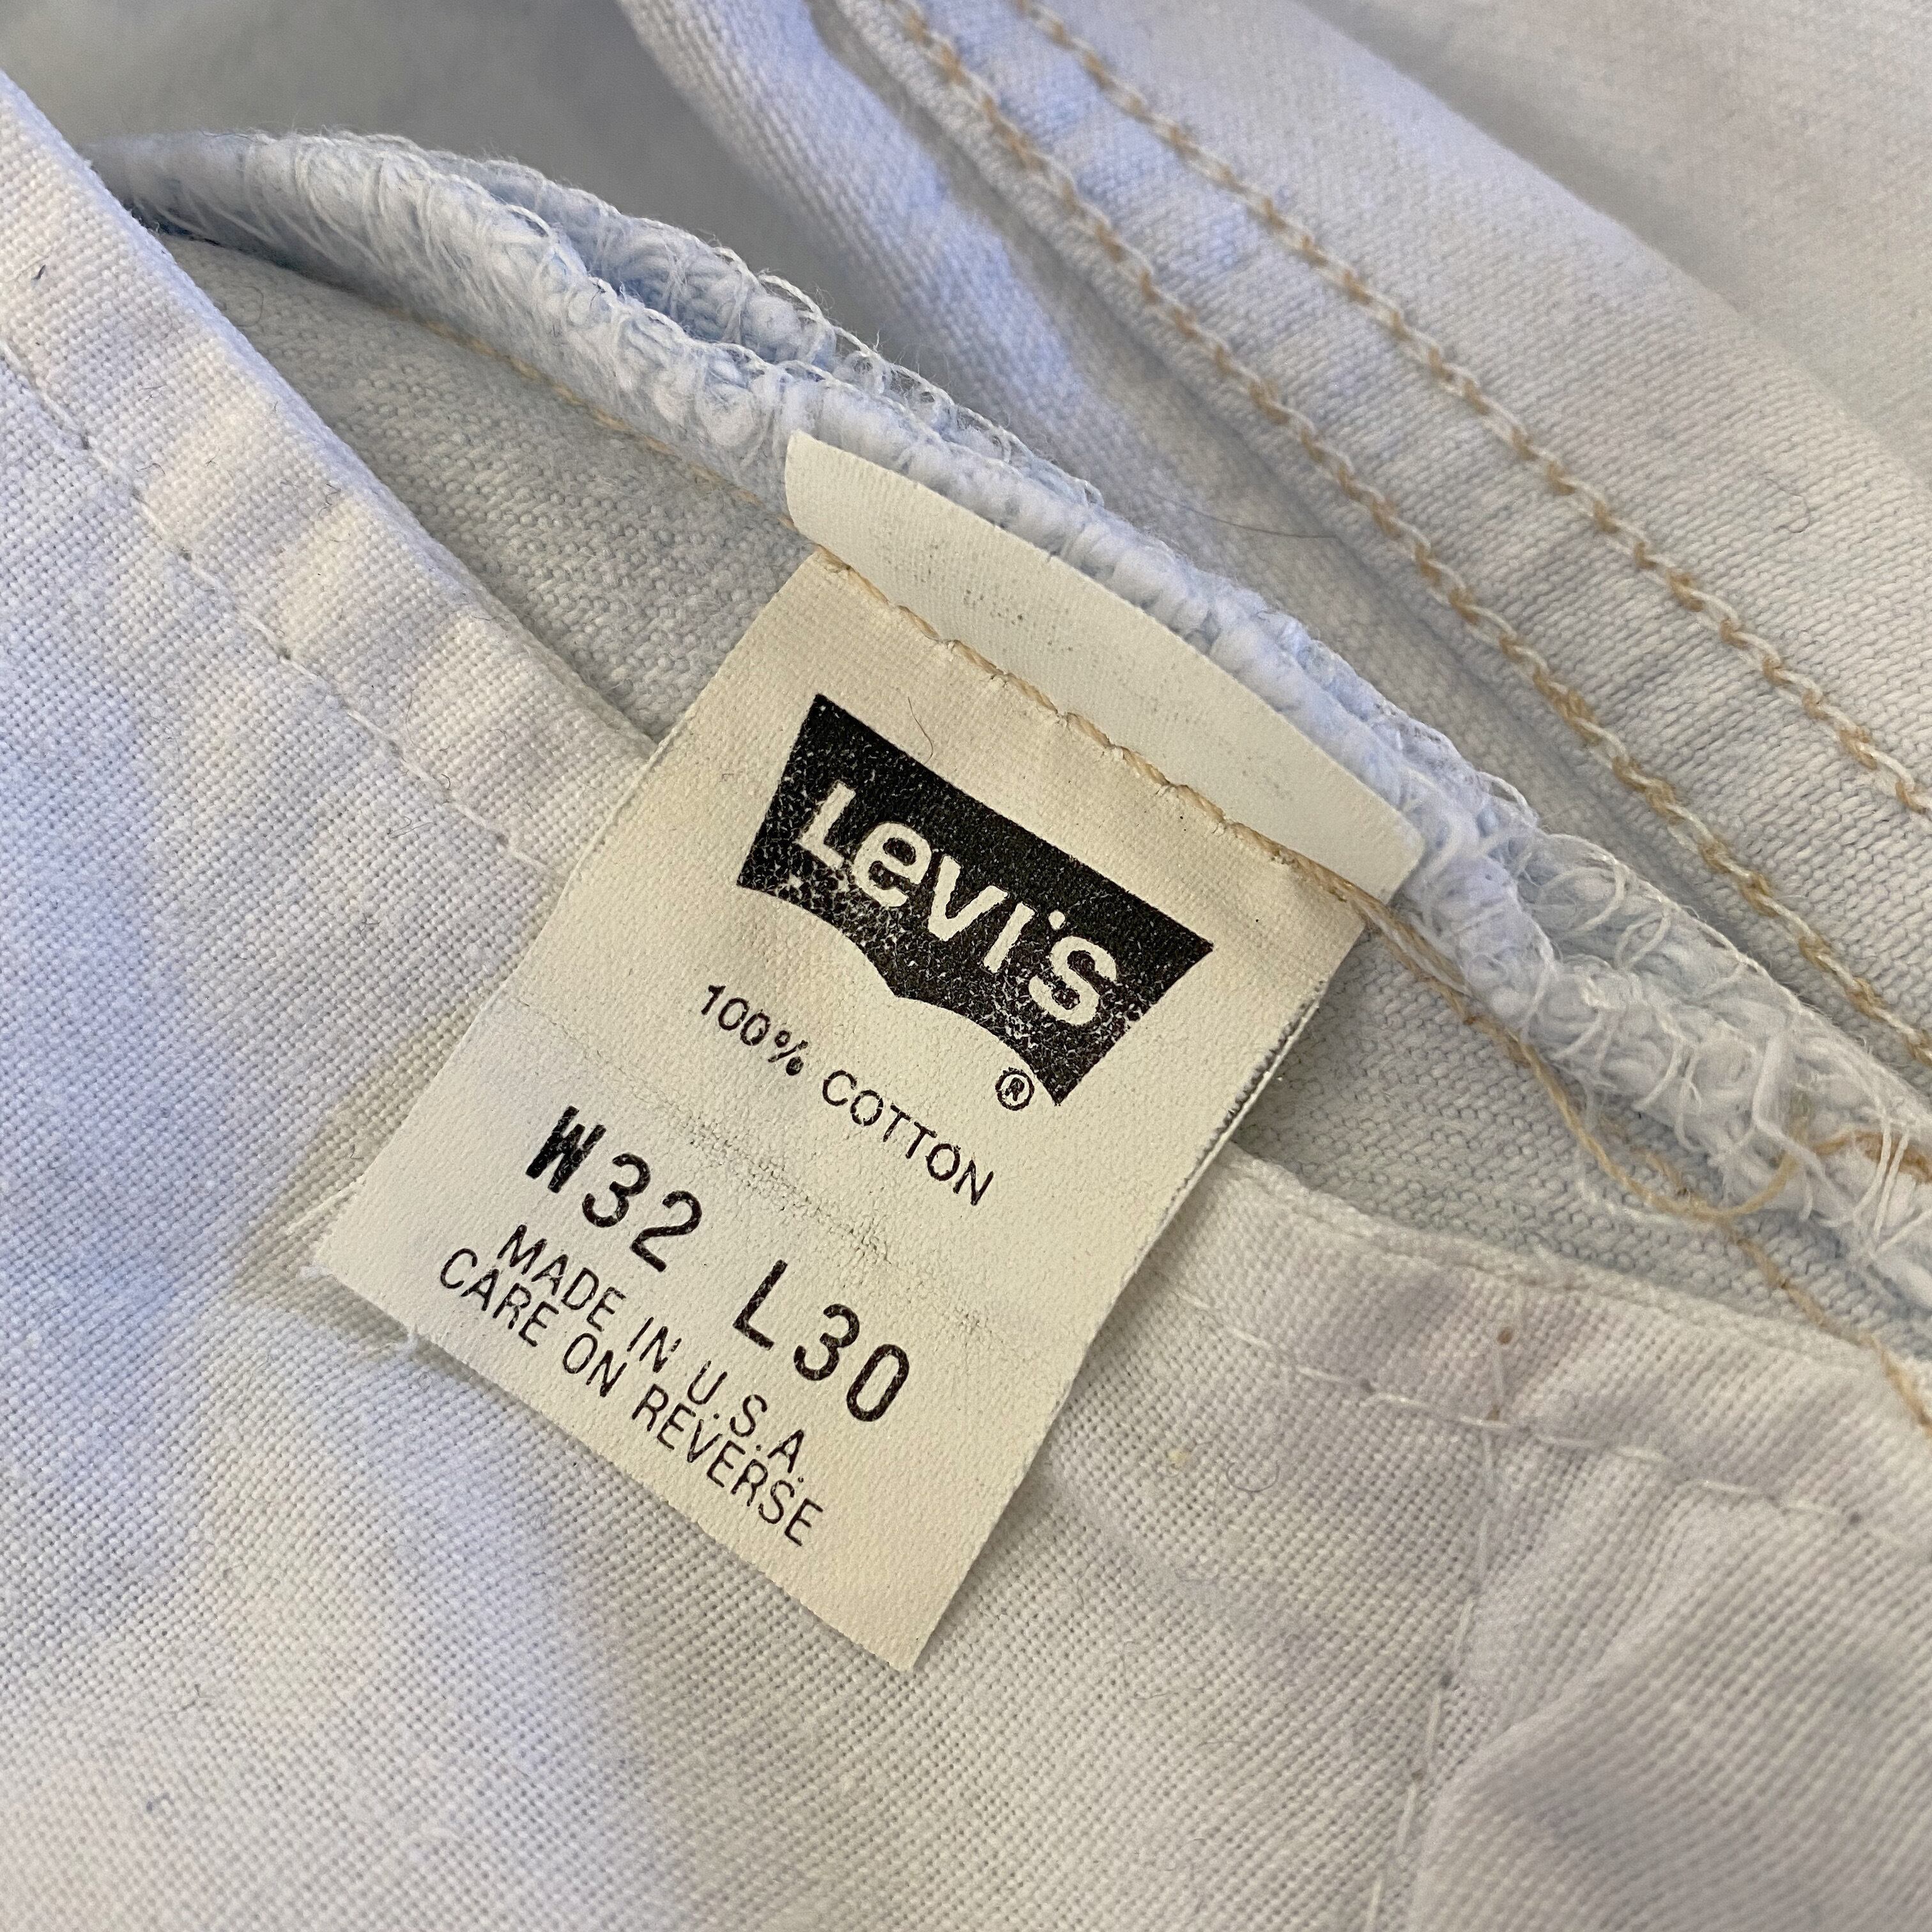 Levi's
®
100% COTTON
W32 L30
MADE IN U.S.A.
CARE ON REVERSE